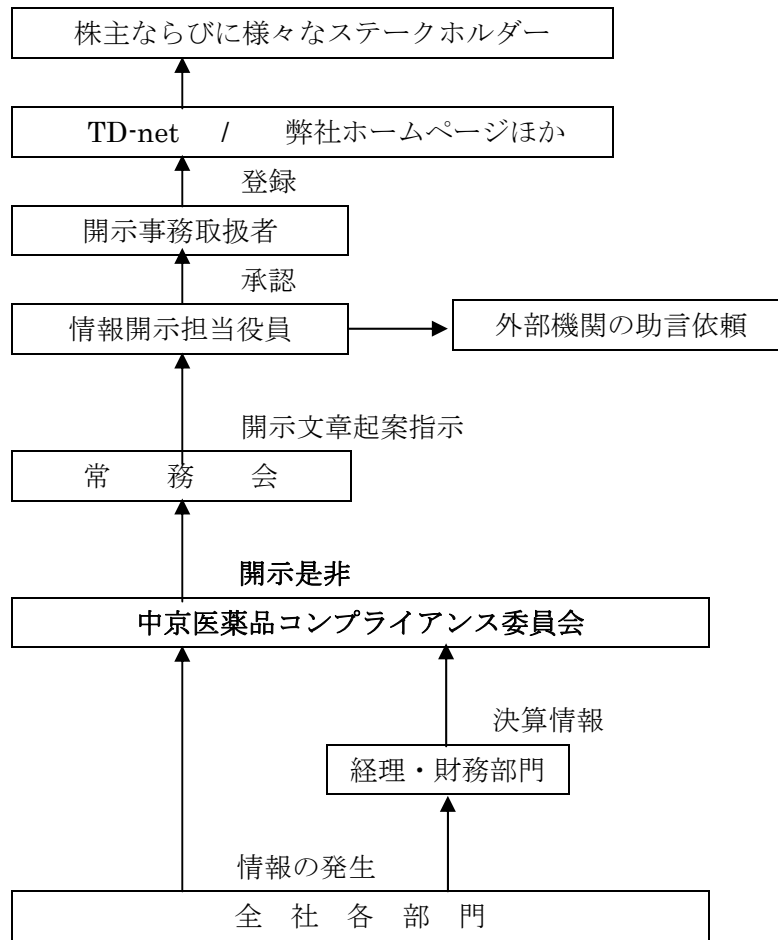 株主ならびに様々なステークホルダー
TD-net / 弊社ホームページほか
登録
開示事務取扱者
承認
情報開示担当役員
外部機関の助言依頼
開示文章起案指示
常 務 会
開示是非
中京医薬品コンプライアンス委員会
決算情報
経理・財務部門
情報の発生
全 社 各 部 門